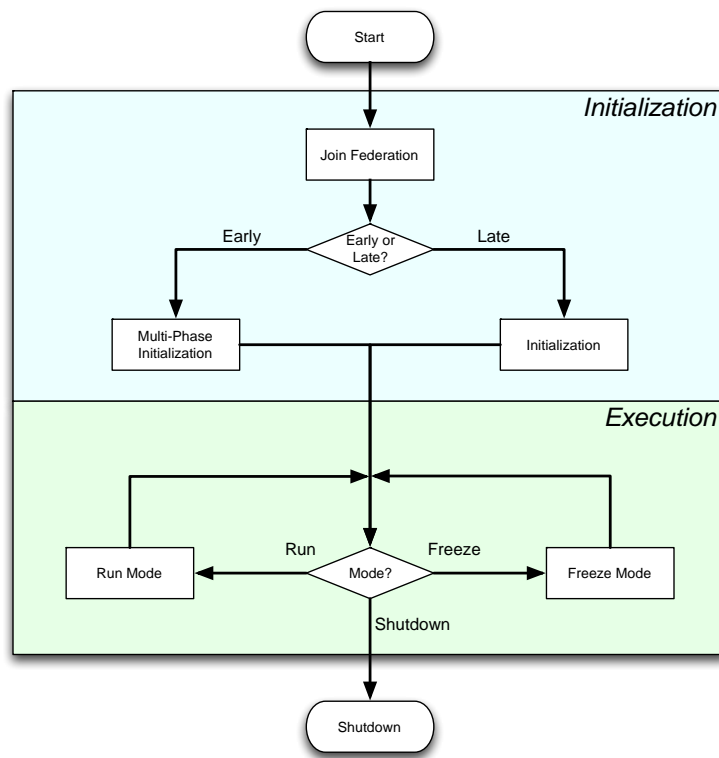 Start
Initialization
Join Federation
Early
Early or
Late?
Late
Multi-Phase
Initialization
Initialization
Execution
Run
Freeze
Run Mode
Mode?
Freeze Mode
Shutdown
Shutdown